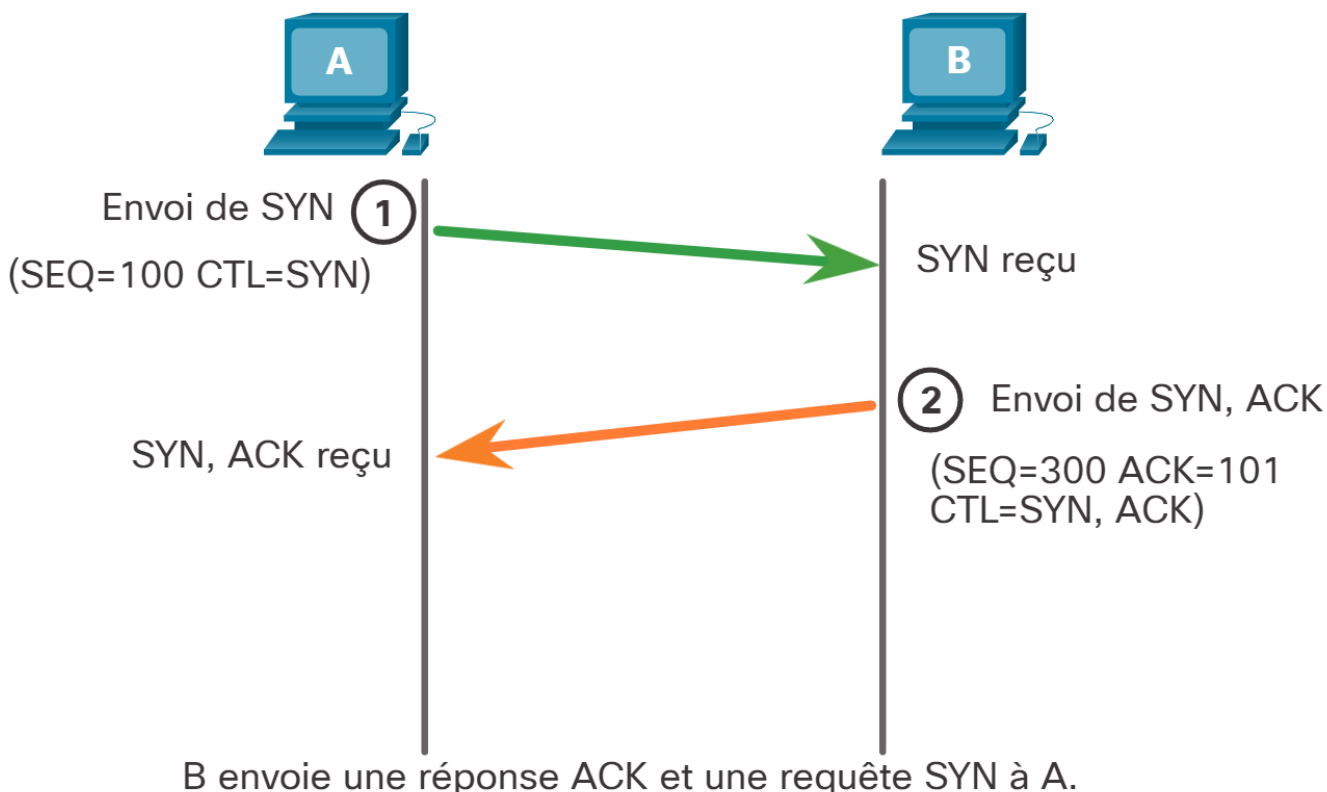 A
B
Envoi de SYN 1
(SEQ=100 CTL=SYN)
SYN reçu
2 Envoi de SYN, ACK
SYN, ACK reçu
(SEQ=300 ACK=101
CTL=SYN, ACK)
B envoie une réponse ACK et une requête SYN à A.